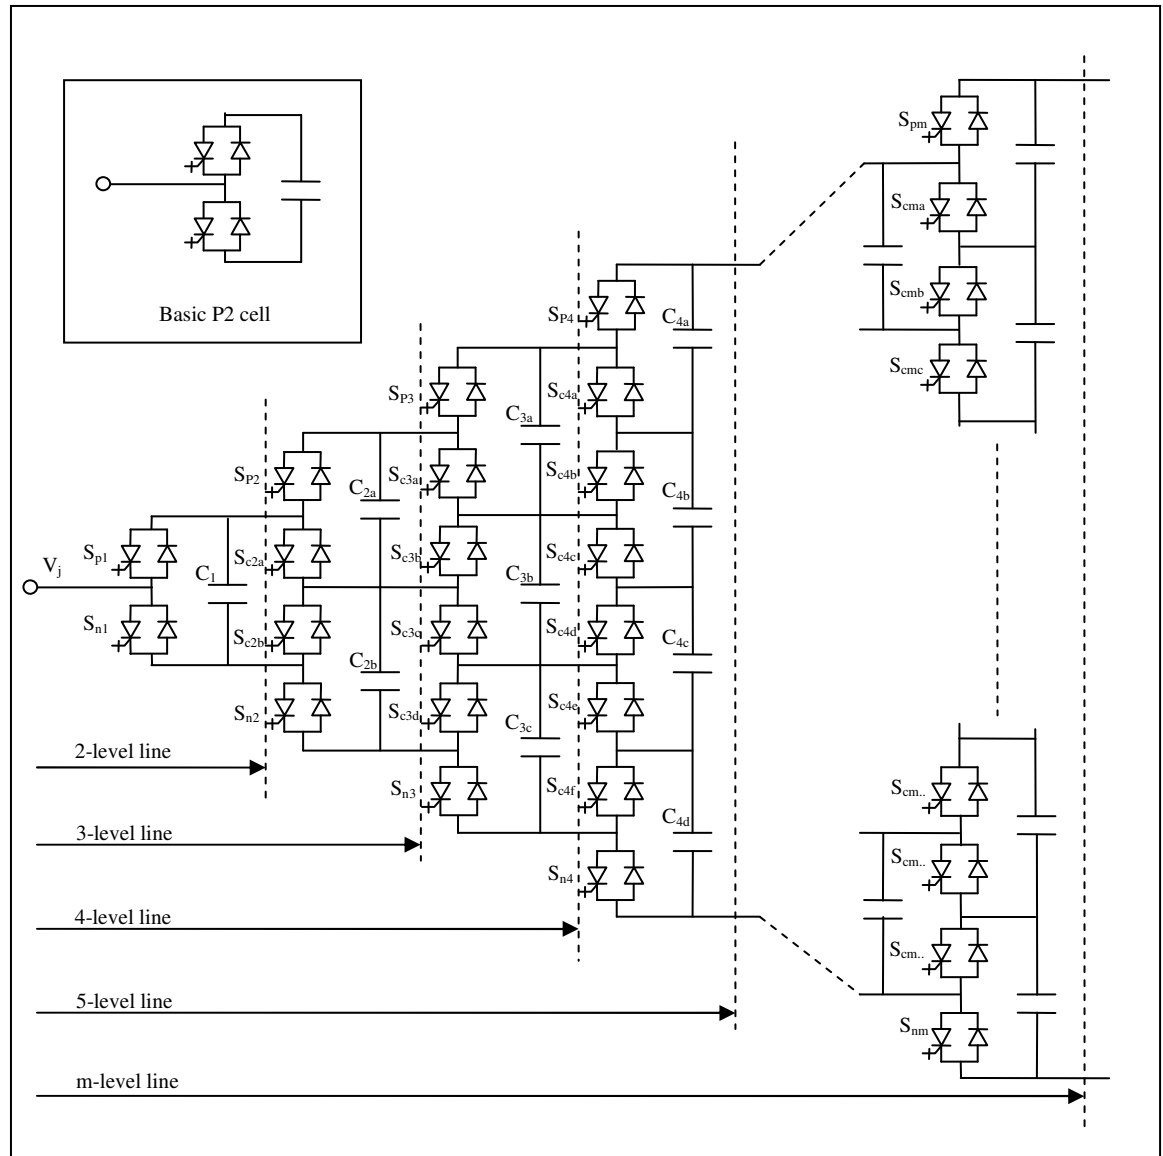 Basic P2 cell
S_pm
S_cma
S_cmb
S_cmc
S_P4
C_4a
S_P3
S_c4a
C_3a
S_P2
S_c3a
S_c4b
C_2a
C_4b
S_p1
S_c2a
S_c3b
S_c4c
V_j
C_1
C_3b
S_n1
S_c2b
S_c3c
S_c4d
C_2b
C_4c
S_n2
S_c3d
S_c4e
C_3c
2-level line
S_n3
S_c4f
S_cm..
C_4d
3-level line
S_cm..
S_n4
4-level line
S_cm..
5-level line
S_nm
m-level line